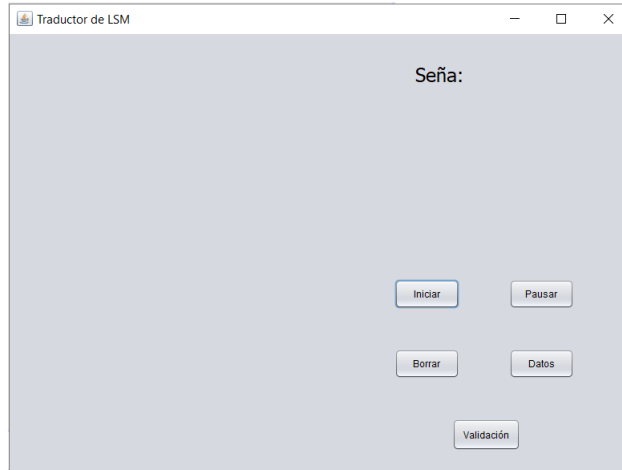 Traductor de LSM
Seña:
Iniciar Pausar
Borrar Datos
Validación